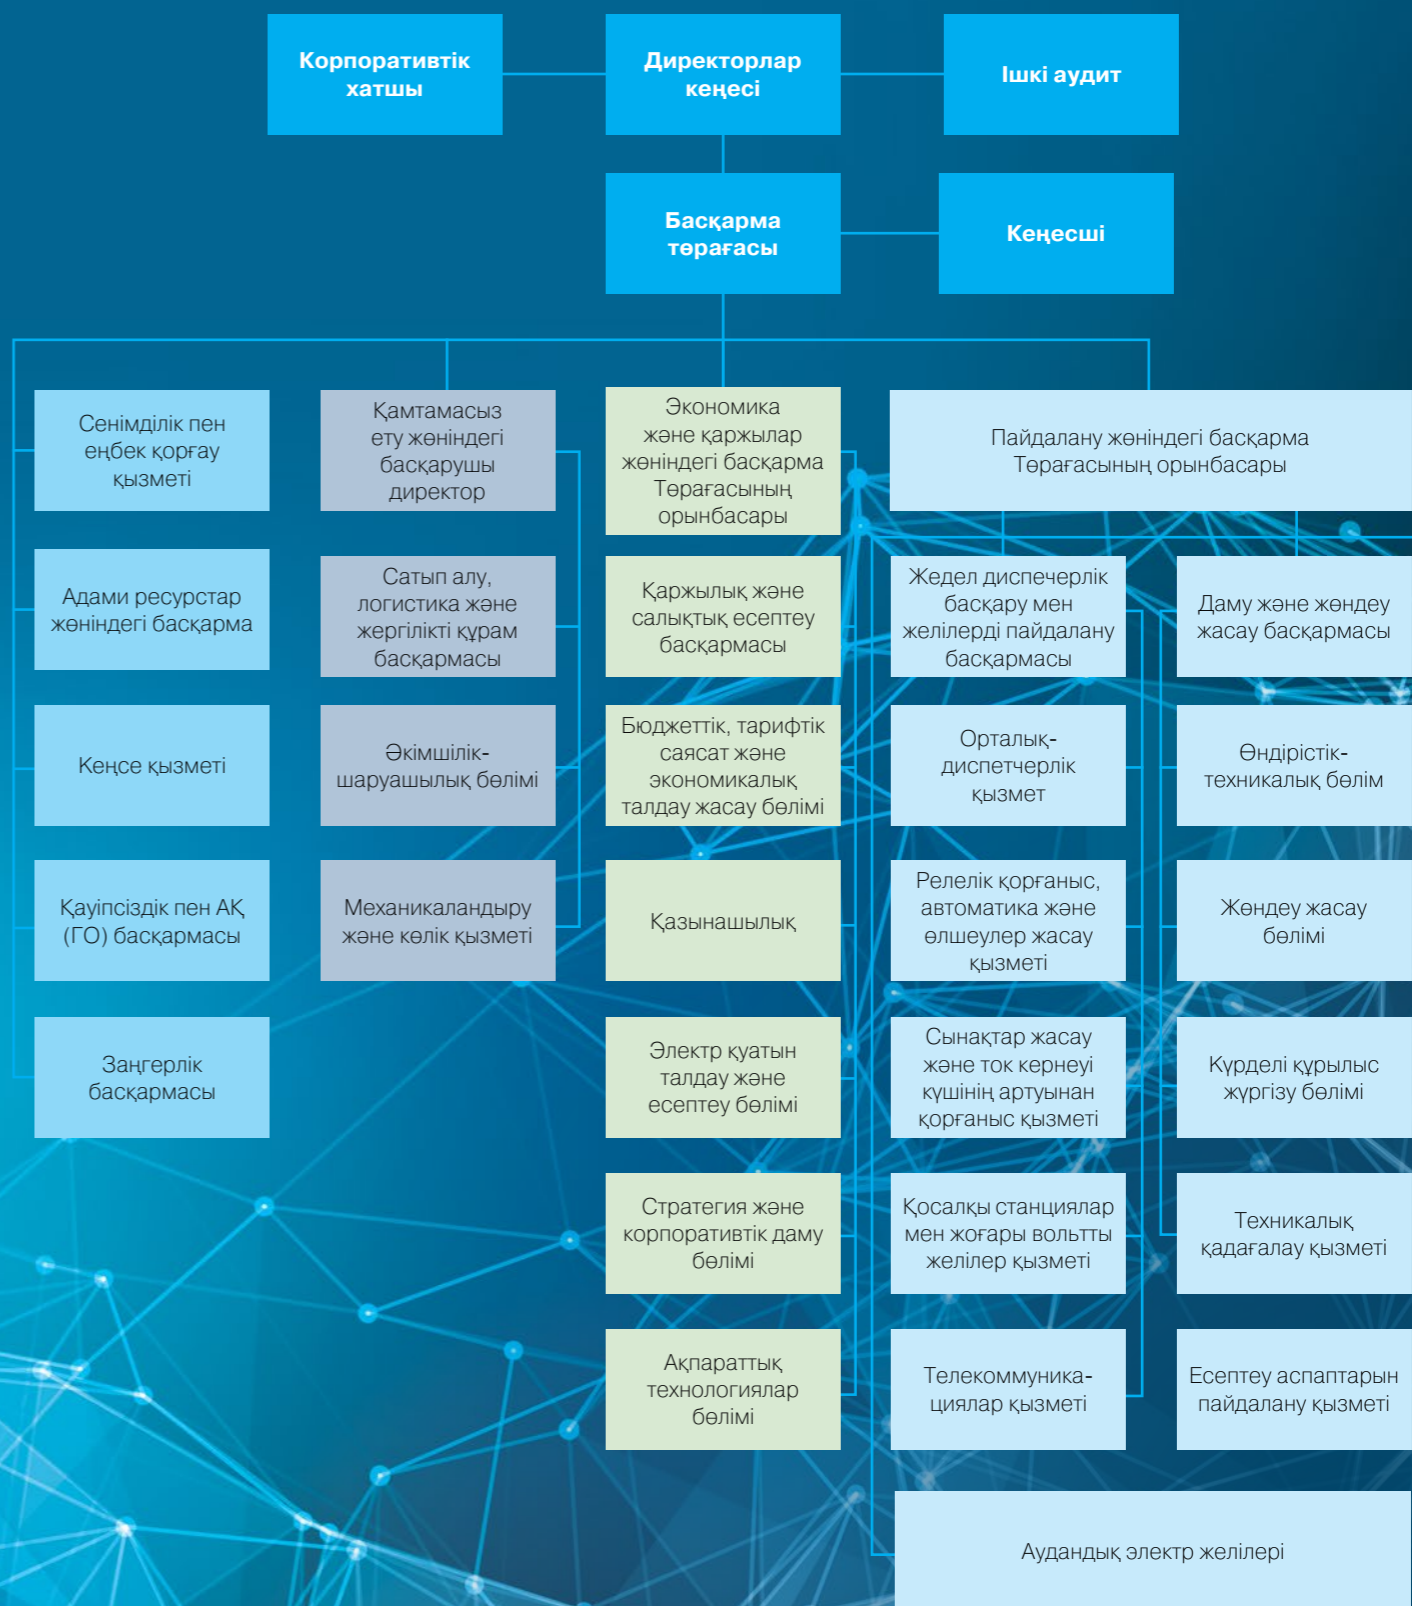 Корпоративтік
хатшы
Директорлар
кеңесі
Ішкі аудит
Басқарма
төрағасы
Кеңесші
Сенімділік пен
еңбек қорғау
қызметі
Адами ресурстар
жөніндегі басқарма
Кеңсе қызметі
Қауіпсіздік пен АҚ
(ГО) басқармасы
Заңгерлік
басқармасы
Қамтамасыз
ету жөніндегі
басқарушы
директор
Сатып алу,
логистика және
жергілікті құрам
басқармасы
Әкімшілік-
шаруашылық бөлімі
Механикаландыру
және көлік қызметі
Экономика
және қаржылар
жөніндегі басқарма
Төрағасының
орынбасары
Қаржылық және
салықтық есептеу
басқармасы
Бюджеттік, тарифтік
саясат және
экономикалық
талдау жасау бөлімі
Қазынашылық
Электр қуатын
талдау және
есептеу бөлімі
Стратегия және
корпоративтік даму
бөлімі
Ақпараттық
технологиялар
бөлімі
Пайдалану жөніндегі басқарма
Төрағасының орынбасары
Жедел диспечерлік
басқару мен
желілерді пайдалану
басқармасы
Орталық-
диспетчерлік
қызмет
Релелік қорғаныс,
автоматика және
өлшеулер жасау
қызметі
Сынақтар жасау
және ток кернеуі
күшінің артуынан
қорғаныс қызметі
Қосалқы станциялар
мен жоғары вольтты
желілер қызметі
Телекоммуника-
циялар қызметі
Даму және жөндеу
жасау басқармасы
Өндірістік-
техникалық бөлім
Жөндеу жасау
бөлімі
Күрделі құрылыс
жүргізу бөлімі
Техникалық
қадағалау қызметі
Есептеу аспаптарын
пайдалану қызметі
Аудандық электр желілері